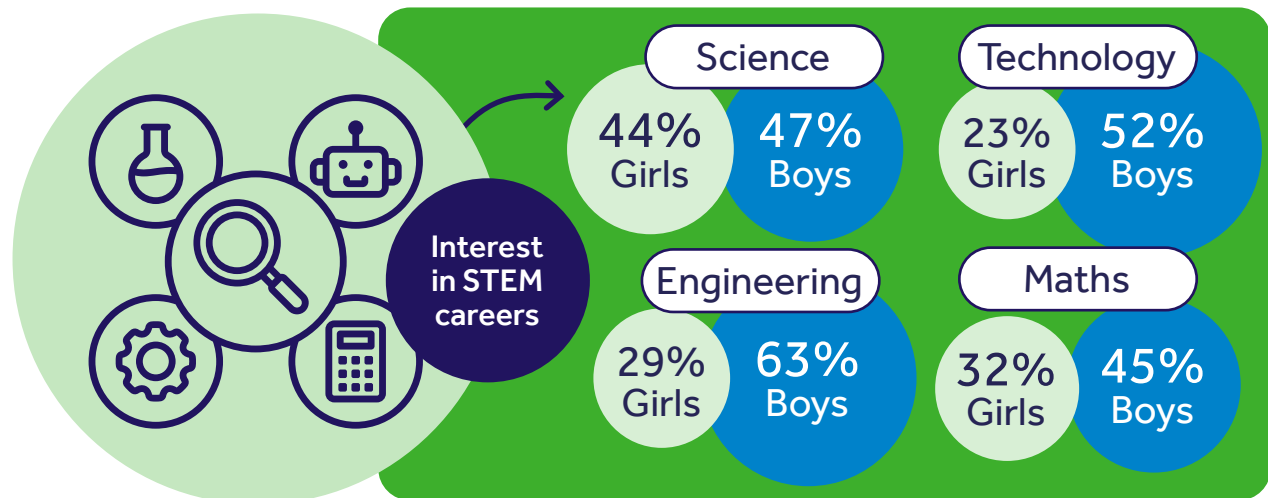 Interest
in STEM
careers
Science
44%
Girls
47%
Boys
Technology
23%
Girls
52%
Boys
Engineering
29%
Girls
63%
Boys
Maths
32%
Girls
45%
Boys